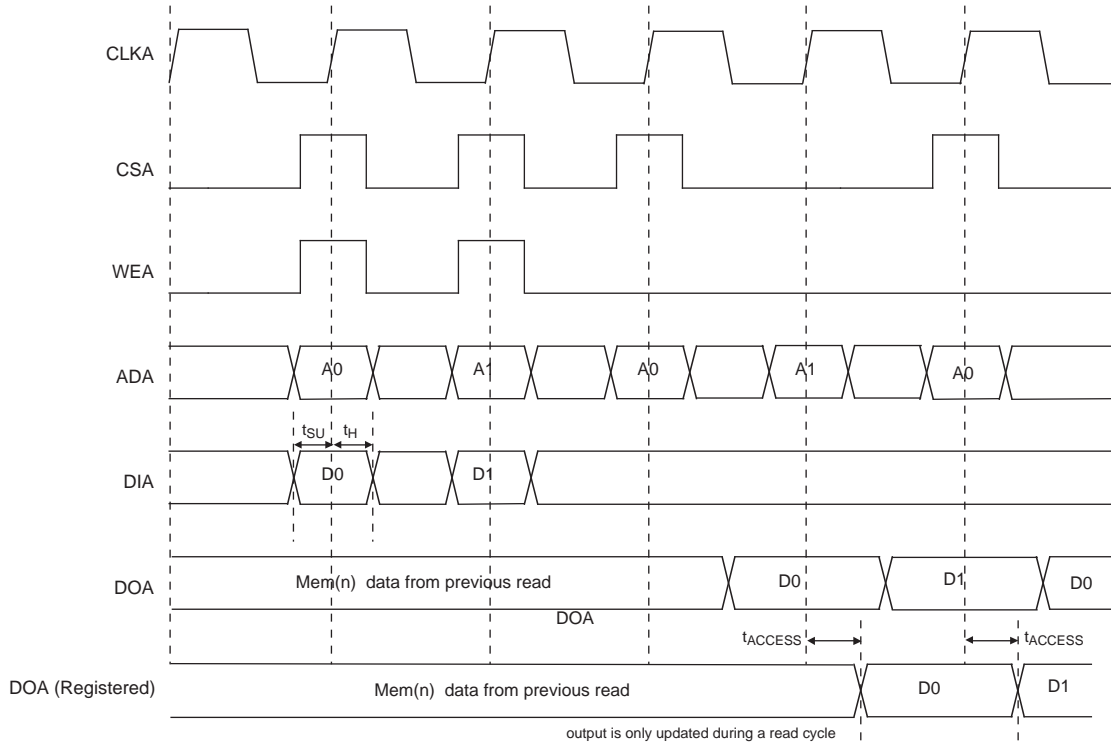 CLKA
CSA
WEA
ADA A0 A1 A0 A1 A0
tSU tH
DIA D0 D1
DOA Mem(n) data from previous read D0 D1 D0
DOA
tACCESS tACCESS
DOA (Registered) Mem(n) data from previous read D0 D1
output is only updated during a read cycle